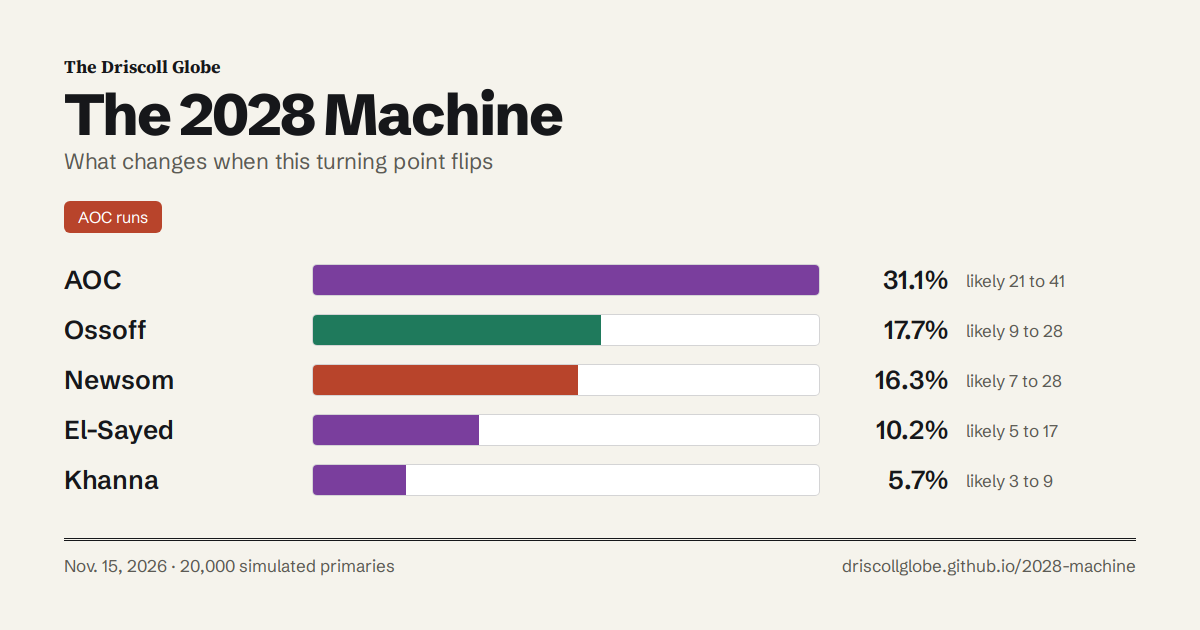 The Driscoll Globe
The 2028 Machine
What changes when this turning point flips
AOC runs
AOC 31.1% likely 21 to 41
Ossoff 17.7% likely 9 to 28
Newsom 16.3% likely 7 to 28
El-Sayed 10.2% likely 5 to 17
Khanna 5.7% likely 3 to 9
Nov. 15, 2026 · 20,000 simulated primaries driscollglobe.github.io/2028-machine